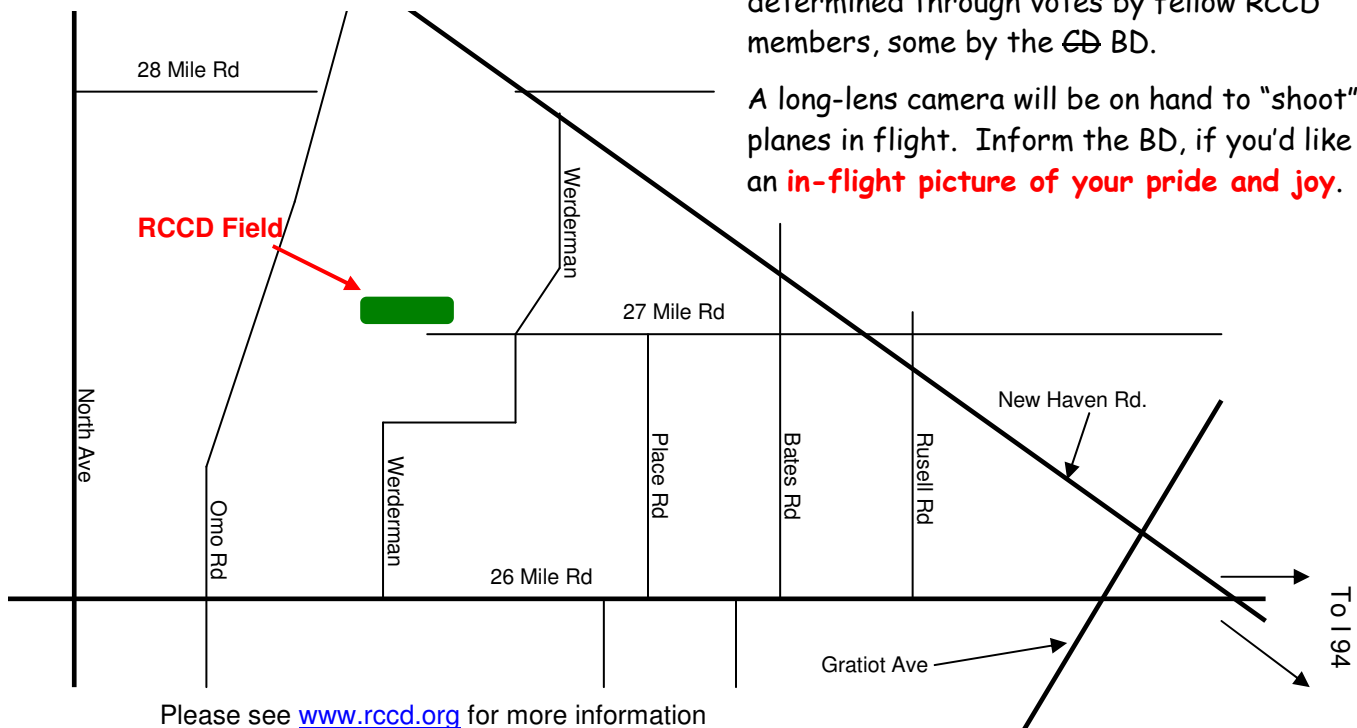 determined through votes by fellow RCCD
members, some by the CD BD.
A long-lens camera will be on hand to “shoot”
planes in flight. Inform the BD, if you’d like
an in-flight picture of your pride and joy.
28 Mile Rd
Werderman
RCCD Field
27 Mile Rd
North Ave
New Haven Rd.
Omo Rd
Werderman
Place Rd
Bates Rd
Rusell Rd
26 Mile Rd
To I 94
Gratiot Ave
Please see www.rccd.org for more information